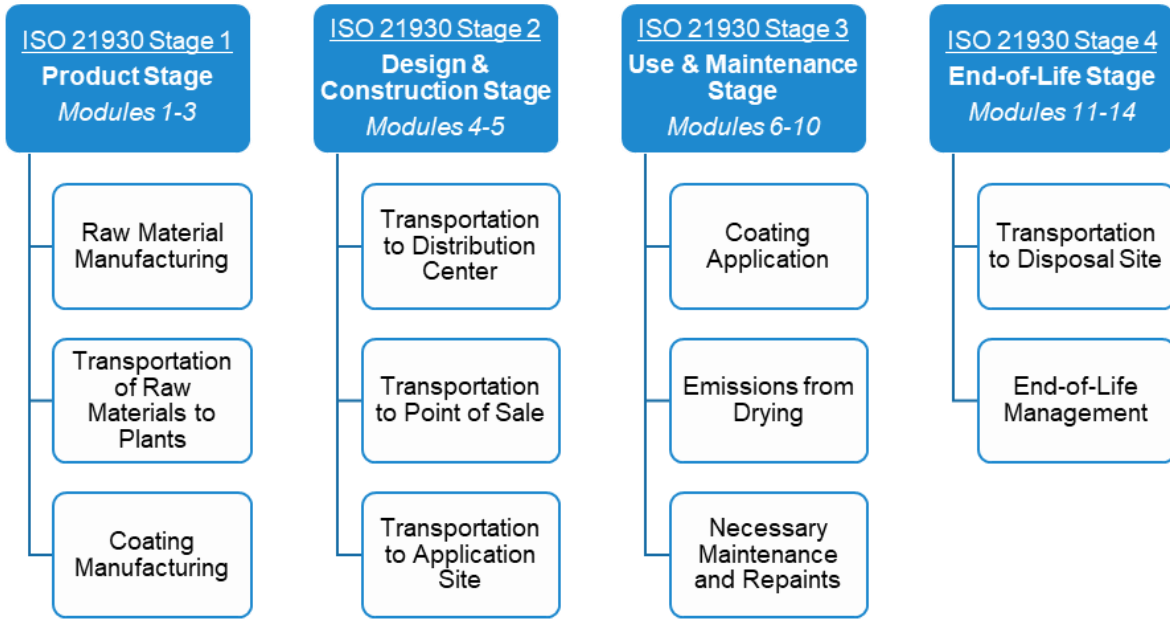 ISO 21930 Stage 1
Product Stage
Modules 1-3
Raw Material
Manufacturing
Transportation
of Raw
Materials to
Plants
Coating
Manufacturing
ISO 21930 Stage 2
Design &
Construction Stage
Modules 4-5
Transportation
to Distribution
Center
Transportation
to Point of Sale
Transportation
to Application
Site
ISO 21930 Stage 3
Use & Maintenance
Stage
Modules 6-10
Coating
Application
Emissions from
Drying
Necessary
Maintenance
and Repaints
ISO 21930 Stage 4
End-of-Life Stage
Modules 11-14
Transportation
to Disposal Site
End-of-Life
Management